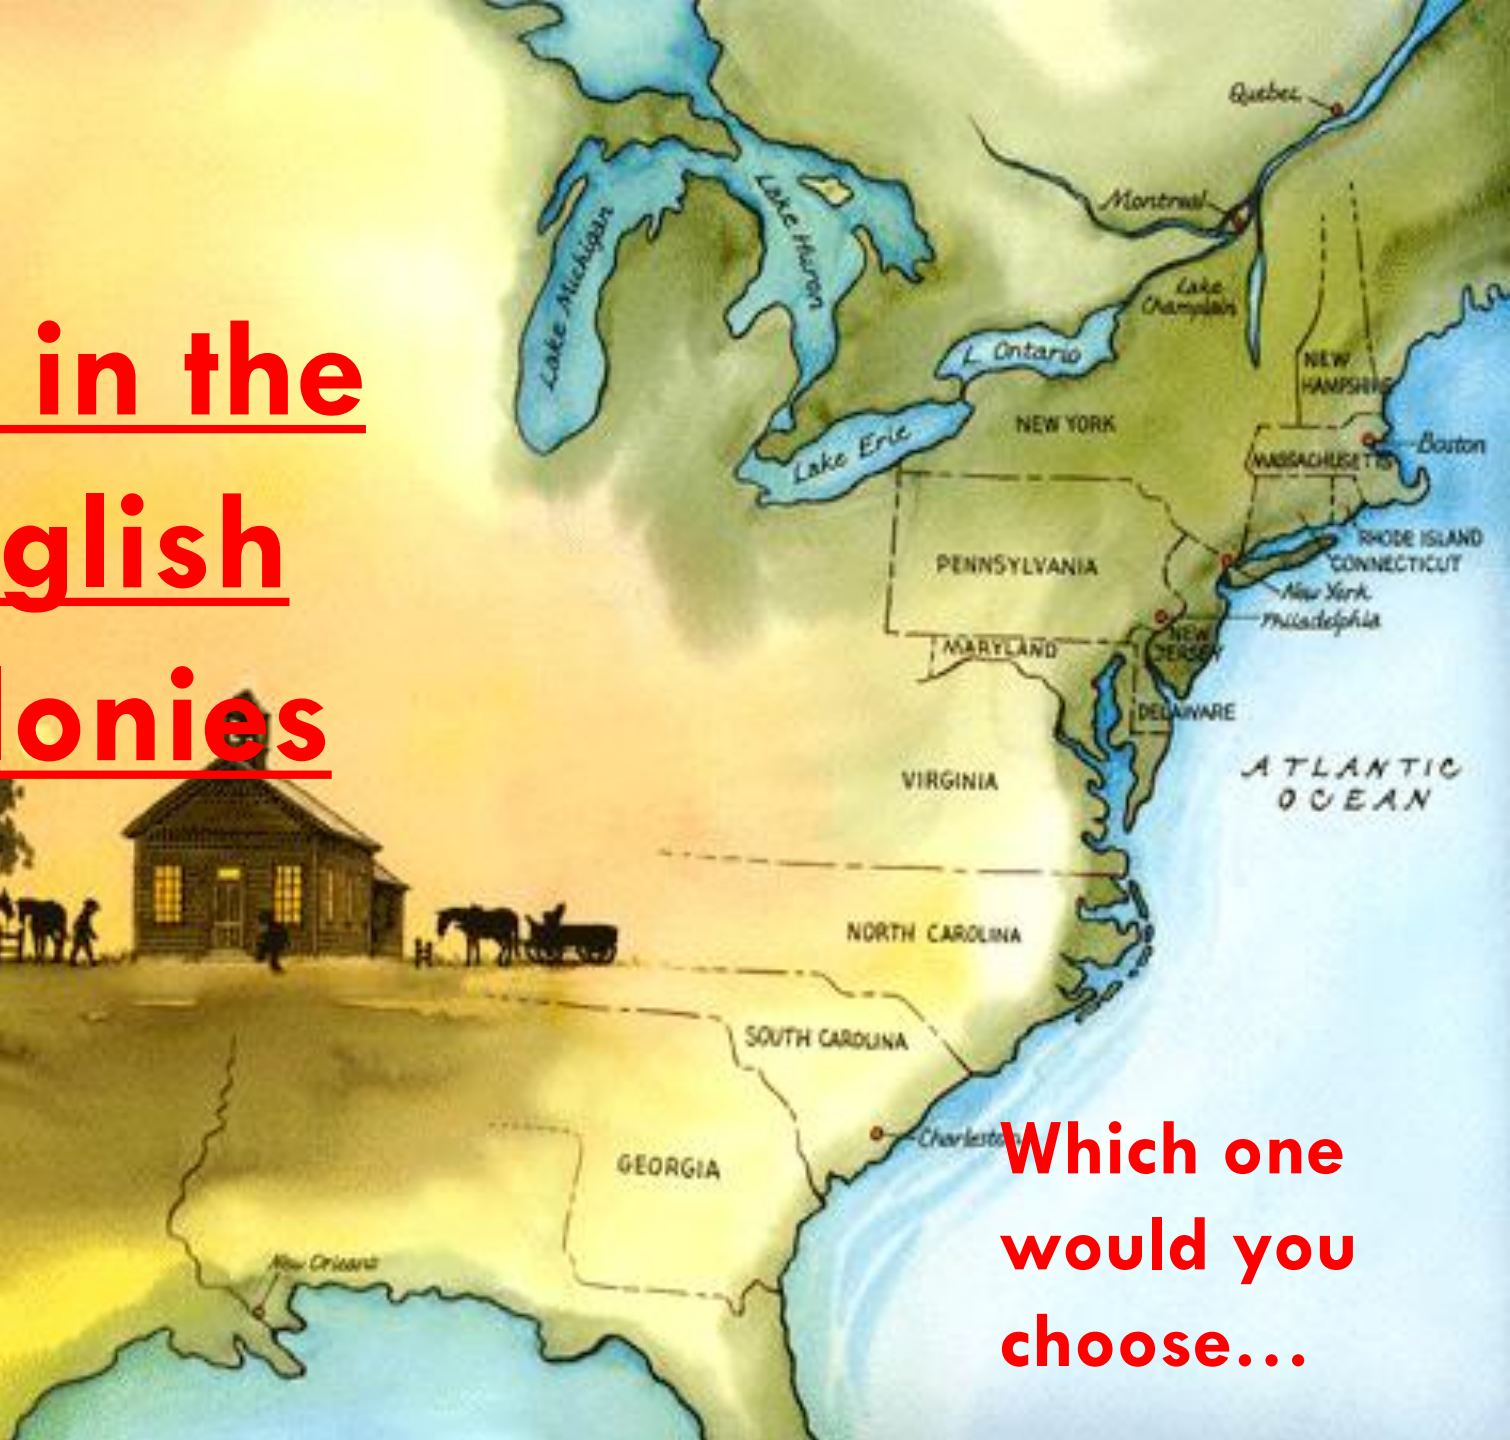 in the
glish
lonies
Quebec
Montreal
Lake Michigan
Lake Huron
Lake
Champlain
L. Ontario
NEW
HAMPSHIRE
NEW YORK
Lake Erie
Boston
MASSACHUSETTS
RHODE ISLAND
CONNECTICUT
PENNSYLVANIA
New York
Philadelphia
NEW
JERSEY
MARYLAND
DELAWARE
VIRGINIA
ATLANTIC
OCEAN
NORTH CAROLINA
SOUTH CAROLINA
Charleston
GEORGIA
New Orleans
Which one
would you
choose...